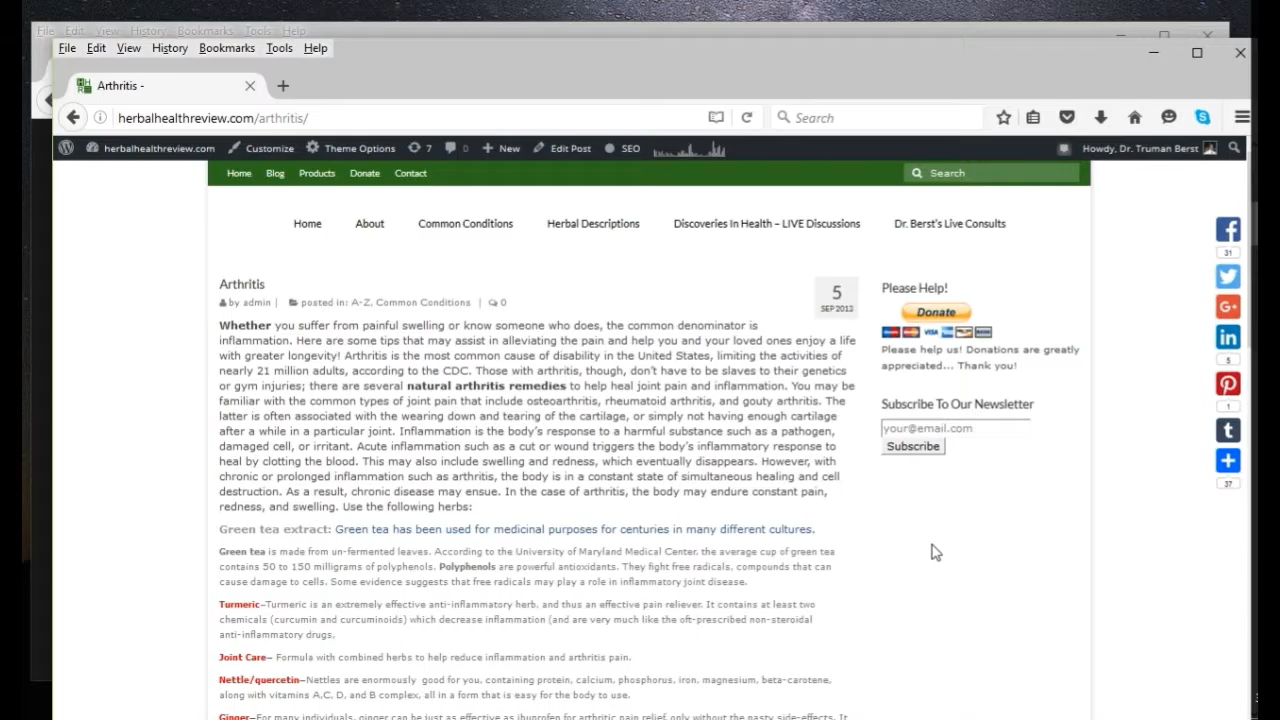 File Edit View History Bookmarks Tools Help
File Edit View History Bookmarks Tools Help
Arthritis -
herbalhealthreview.com/arthritis/
Search
herbalhealthreview.com Customize Theme Options 7 0 New Edit Post SEO Howdy, Dr. Truman Berst
Home Blog Products Donate Contact Search
Home About Common Conditions Herbal Descriptions Discoveries In Health – LIVE Discussions Dr. Berst's Live Consults
Arthritis
by admin | posted in: A-Z, Common Conditions | 0
5
SEP 2013
Whether you suffer from painful swelling or know someone who does, the common denominator is
inflammation. Here are some tips that may assist in alleviating the pain and help you and your loved ones enjoy a life
with greater longevity! Arthritis is the most common cause of disability in the United States, limiting the activities of
nearly 21 million adults, according to the CDC. Those with arthritis, though, don't have to be slaves to their genetics
or gym injuries; there are several natural arthritis remedies to help heal joint pain and inflammation. You may be
familiar with the common types of joint pain that include osteoarthritis, rheumatoid arthritis, and gouty arthritis. The
latter is often associated with the wearing down and tearing of the cartilage, or simply not having enough cartilage
after a while in a particular joint. Inflammation is the body's response to a harmful substance such as a pathogen,
damaged cell, or irritant. Acute inflammation such as a cut or wound triggers the body's inflammatory response to
heal by clotting the blood. This may also include swelling and redness, which eventually disappears. However, with
chronic or prolonged inflammation such as arthritis, the body is in a constant state of simultaneous healing and cell
destruction. As a result, chronic disease may ensue. In the case of arthritis, the body may endure constant pain,
redness, and swelling. Use the following herbs:
Green tea extract: Green tea has been used for medicinal purposes for centuries in many different cultures.
Green tea is made from un-fermented leaves. According to the University of Maryland Medical Center, the average cup of green tea
contains 50 to 150 milligrams of polyphenols. Polyphenols are powerful antioxidants. They fight free radicals, compounds that can
cause damage to cells. Some evidence suggests that free radicals may play a role in inflammatory joint disease.
Turmeric–Turmeric is an extremely effective anti-inflammatory herb, and thus an effective pain reliever. It contains at least two
chemicals (curcumin and curcuminoids) which decrease inflammation (and are very much like the oft-prescribed non-steroidal
anti-inflammatory drugs.
Joint Care– Formula with combined herbs to help reduce inflammation and arthritis pain.
Nettle/quercetin–Nettles are enormously good for you, containing protein, calcium, phosphorus, iron, magnesium, beta-carotene,
along with vitamins A,C, D, and B complex, all in a form that is easy for the body to use.
Ginger–For many individuals, ginger can be just as effective as ibuprofen for arthritic pain relief, only without the nasty side-effects. It
Please Help!
Donate
VISA
Please help us! Donations are greatly
appreciated... Thank you!
Subscribe To Our Newsletter
your@email.com
Subscribe
31
G+
in
5
1
t
37